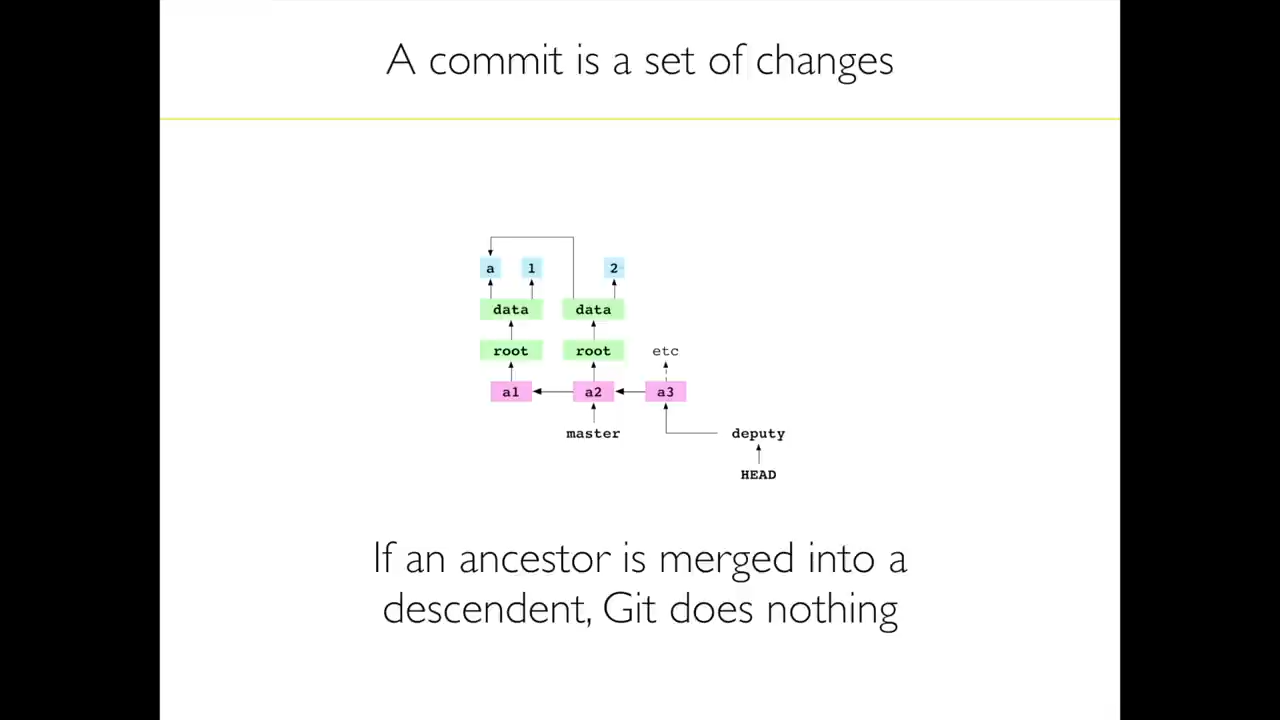 A commit is a set of changes
a 1 2
data data
root root etc
a1 a2 a3
master deputy
HEAD
If an ancestor is merged into a
descendent, Git does nothing